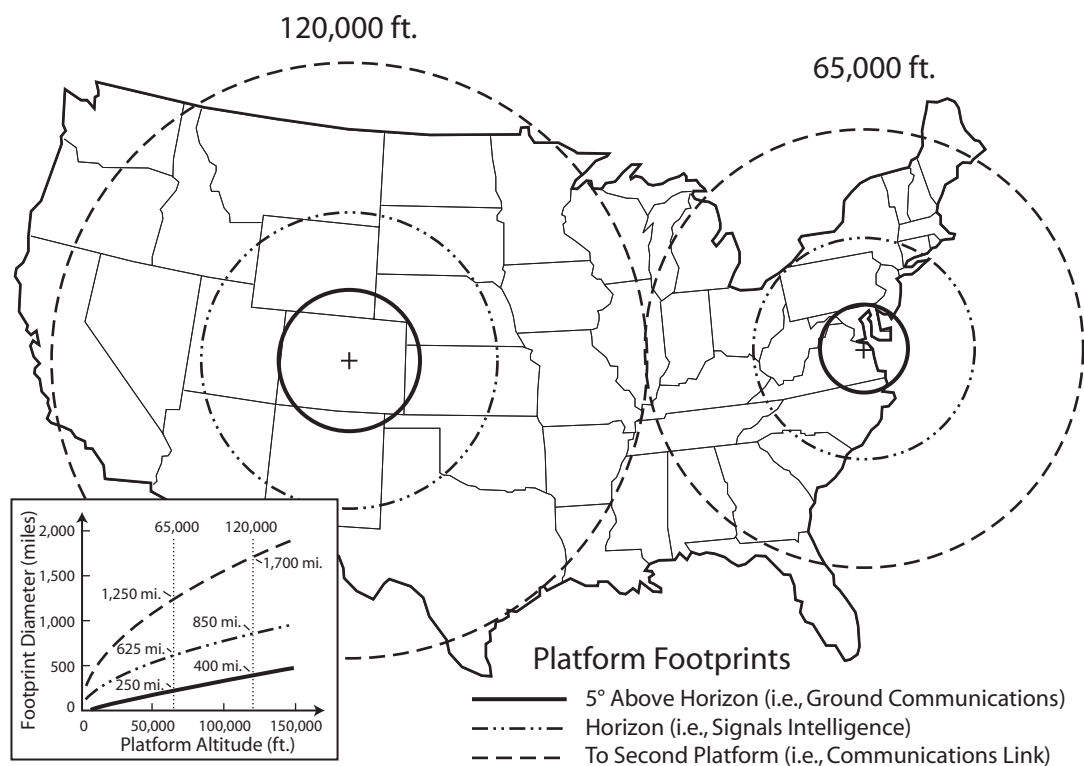 120,000 ft.
65,000 ft.
Footprint Diameter (miles)
2,000
1,500
1,000
500
0
65,000
120,000
1,700 mi.
1,250 mi.
850 mi.
625 mi.
400 mi.
250 mi.
0
50,000
100,000
150,000
Platform Altitude (ft.)
Platform Footprints
5° Above Horizon (i.e., Ground Communications)
Horizon (i.e., Signals Intelligence)
To Second Platform (i.e., Communications Link)